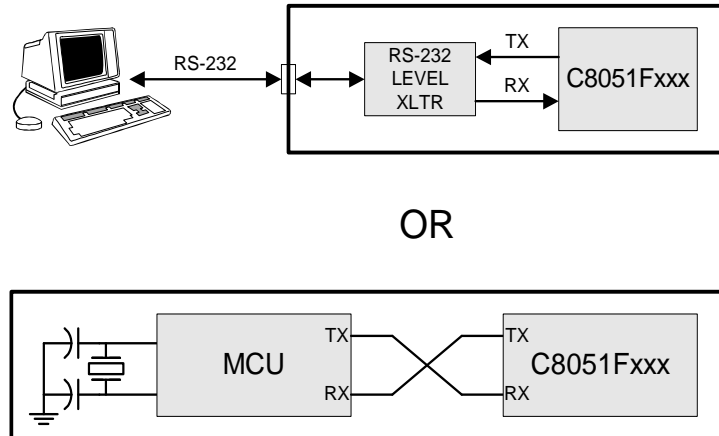 RS-232
RS-232
LEVEL
XLTR
TX
RX
C8051Fxxx
OR
MCU
TX
RX
TX
RX
C8051Fxxx